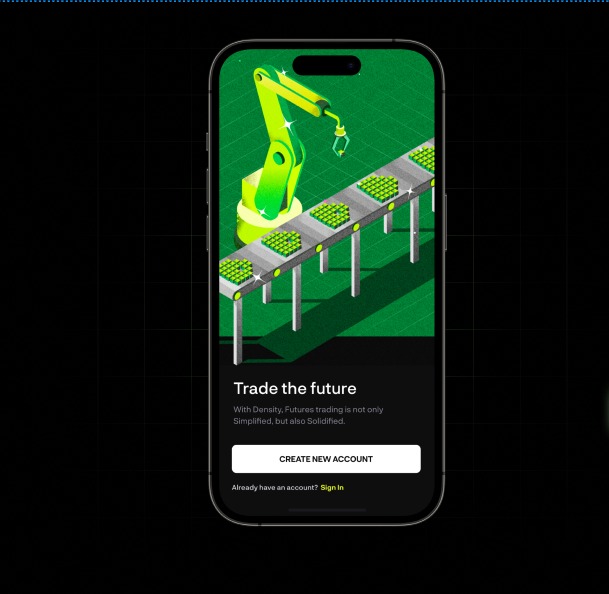 Trade the future
With Density, Futures trading is not only
Simplified, but also Solidified.
CREATE NEW ACCOUNT
Already have an account? Sign In